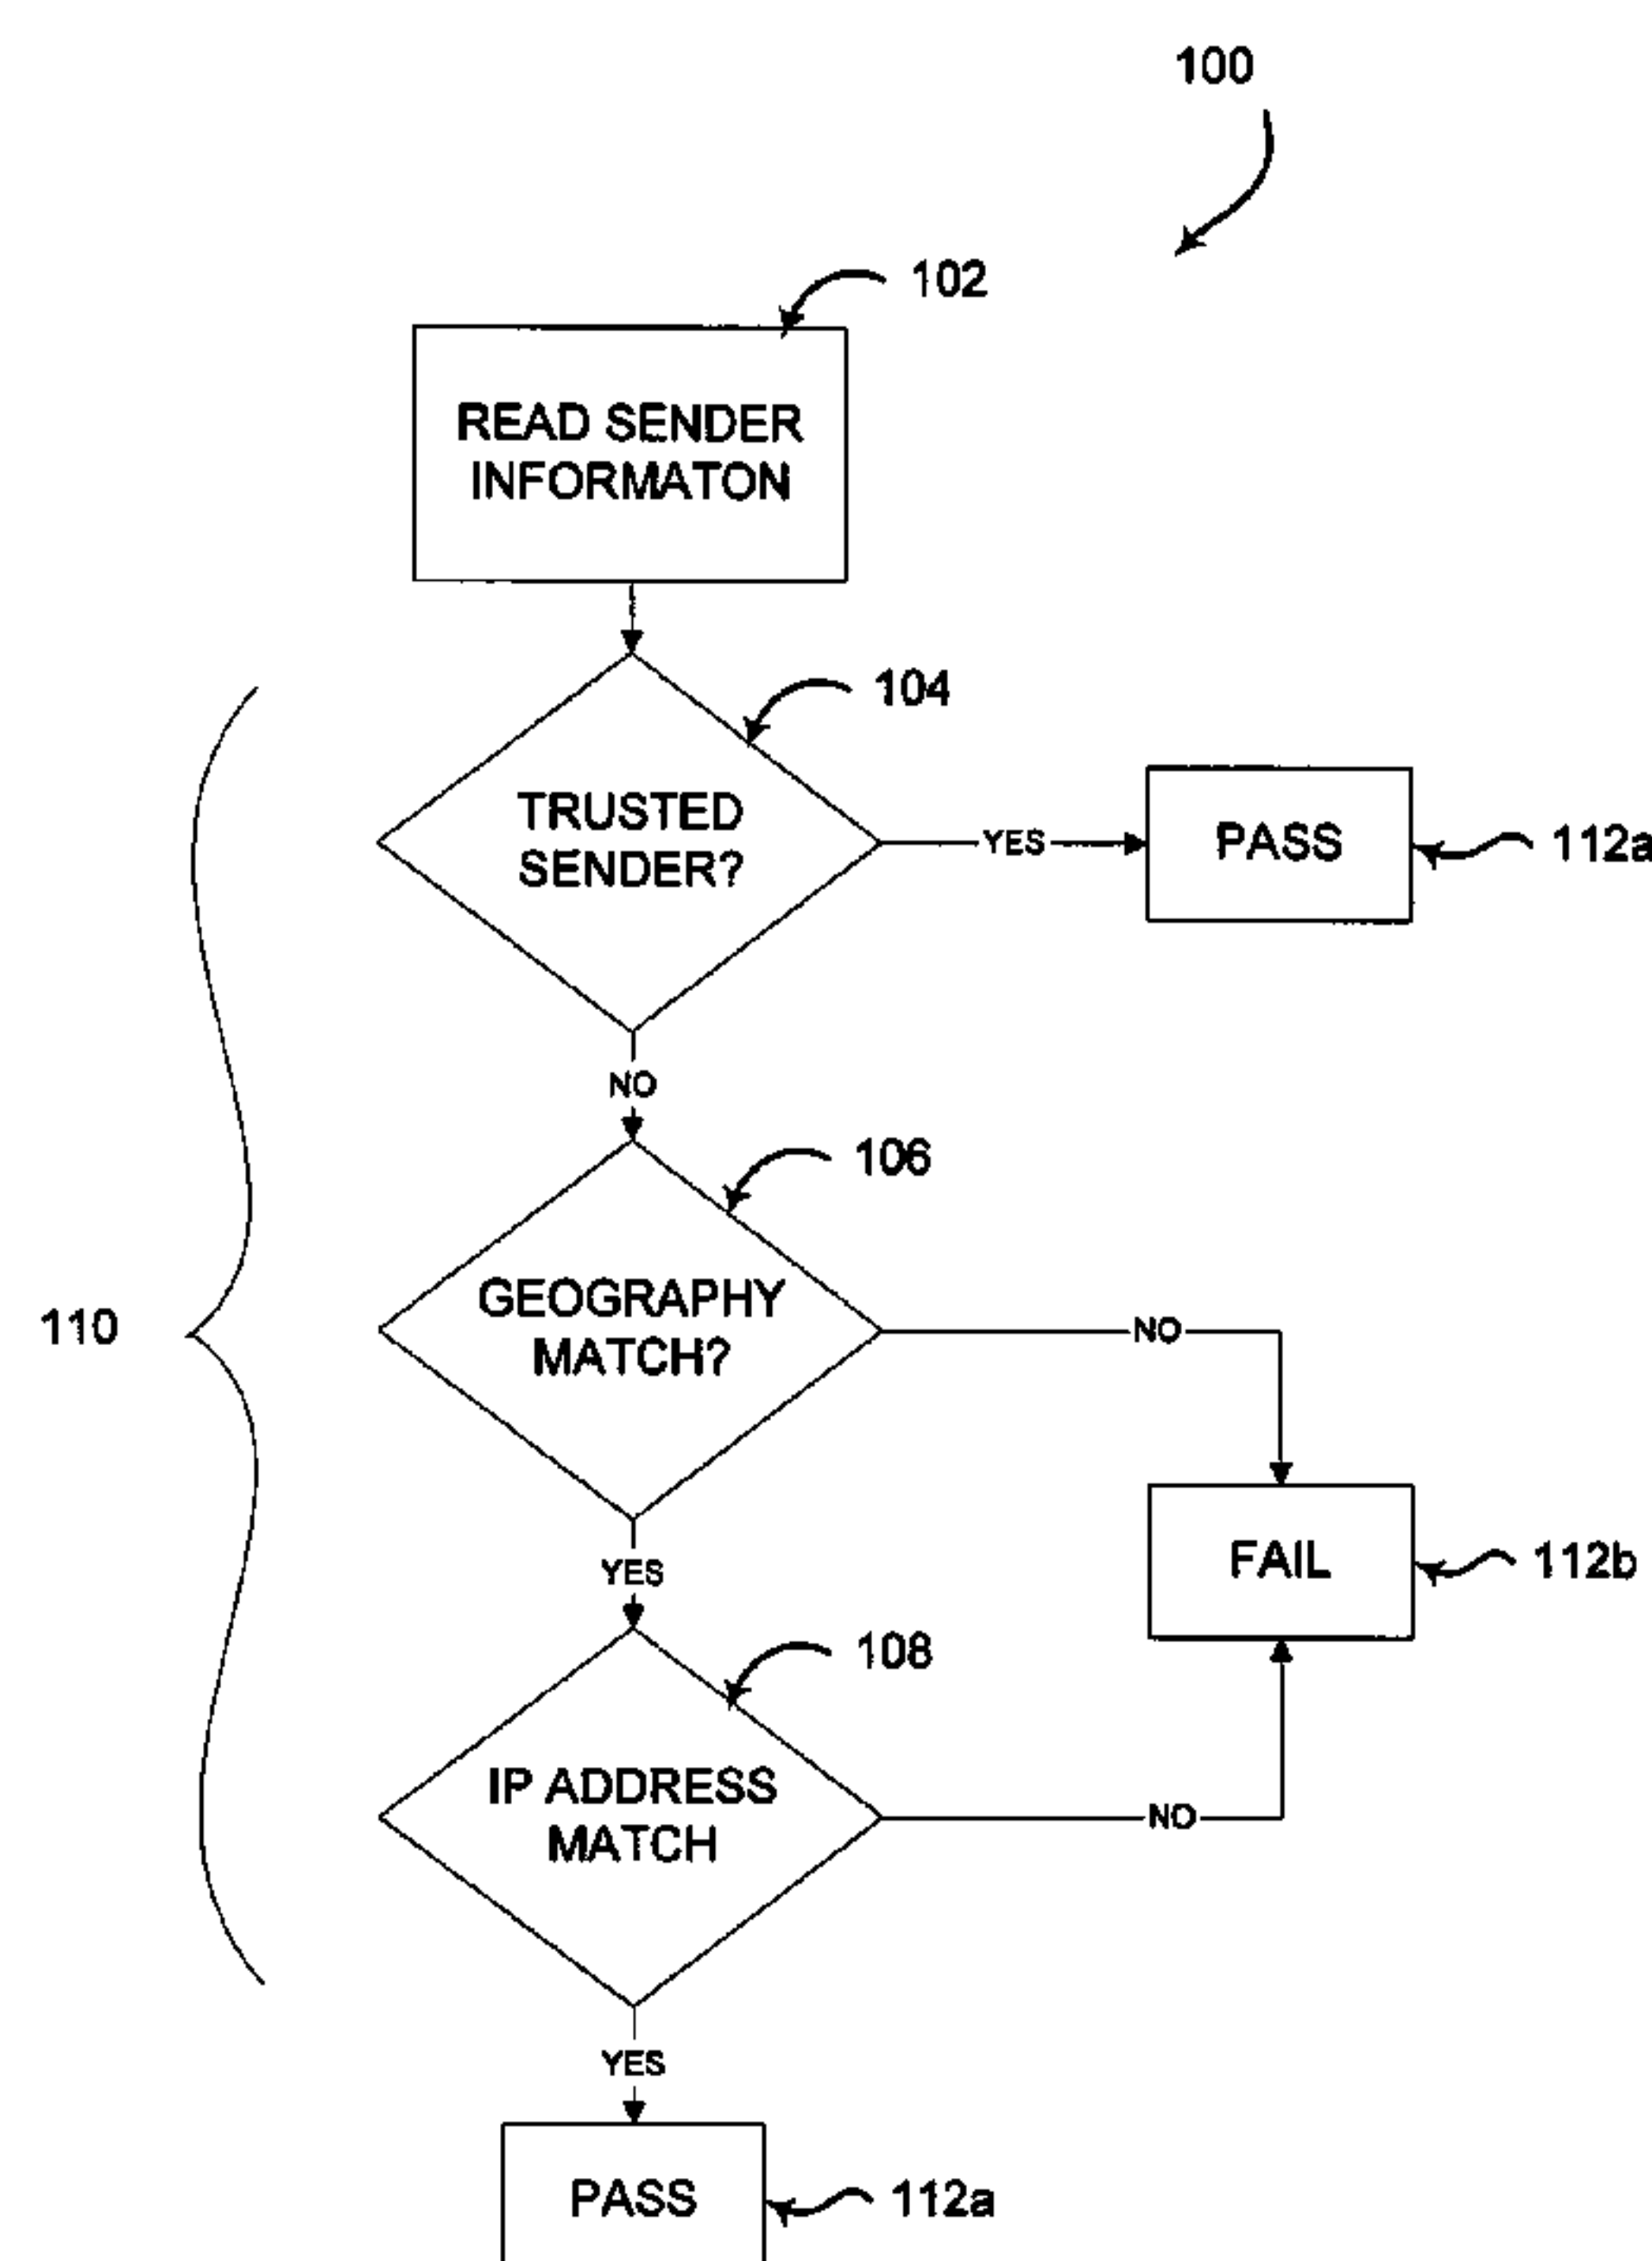 100
102
READ SENDER
INFORMATON
104
TRUSTED
SENDER?
YES
PASS
112a
NO
106
GEOGRAPHY
MATCH?
NO
110
FAIL
112b
YES
108
IP ADDRESS
MATCH
NO
YES
PASS
112a